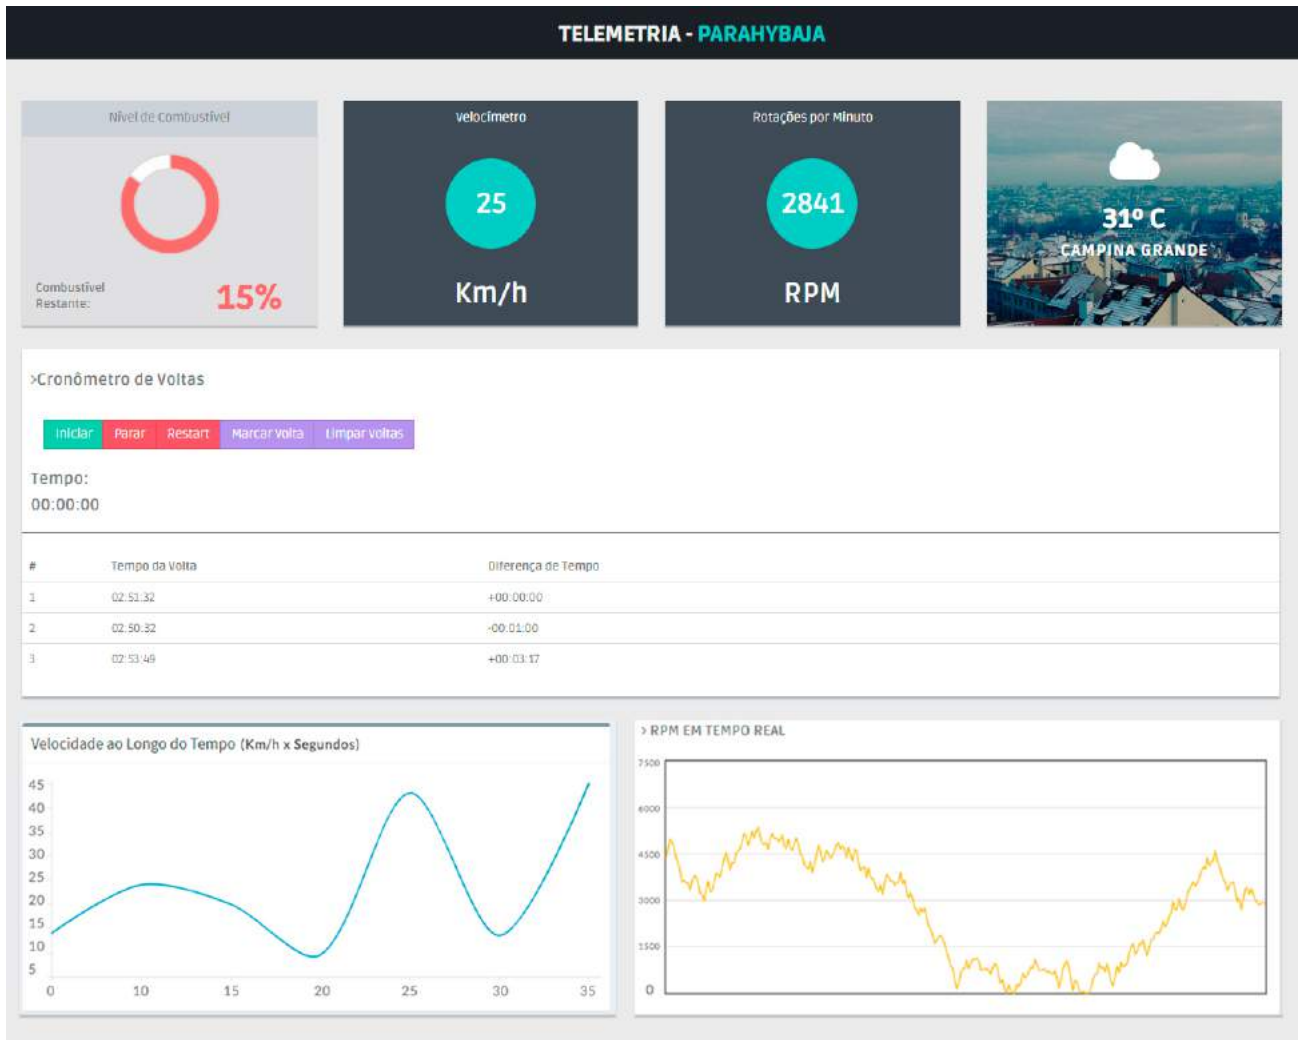 TELEMETRIA - PARAHYBAJA
Nível de Combustível
Combustível
Restante:
15%
Velocímetro
25
Km/h
Rotações por Minuto
2841
RPM
31º C
CAMPINA GRANDE
>Cronômetro de Voltas
Iniciar Parar Restart Marcar Volta Limpar Voltas
Tempo:
00:00:00
# Tempo da Volta Diferença de Tempo
1 02:51:32 +00:00:00
2 02:50:32 -00:01:00
3 02:53:49 +00:03:17
Velocidade ao Longo do Tempo (Km/h x Segundos)
45
40
35
30
25
20
15
10
5
0 10 15 20 25 30 35
> RPM EM TEMPO REAL
7500
6000
4500
3000
1500
0